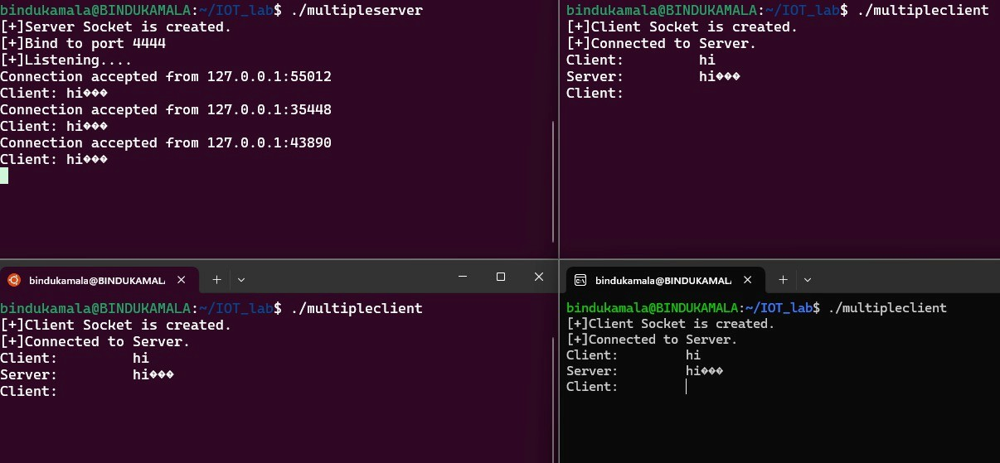 bindukamala@BINDUKAMALA:~/IOT_lab$ ./multipleserver
[+]Server Socket is created.
[+]Bind to port 4444
[+]Listening....
Connection accepted from 127.0.0.1:55012
Client: hi���
Connection accepted from 127.0.0.1:35448
Client: hi���
Connection accepted from 127.0.0.1:43890
Client: hi���
bindukamala@BINDUKAMALA:~/IOT_lab$ ./multipleclient
[+]Client Socket is created.
[+]Connected to Server.
Client: hi
Server: hi���
Client:
bindukamala@BINDUKAMAL
bindukamala@BINDUKAMALA:~/IOT_lab$ ./multipleclient
[+]Client Socket is created.
[+]Connected to Server.
Client: hi
Server: hi���
Client:
bindukamala@BINDUKAMAL
bindukamala@BINDUKAMALA:~/IOT_lab$ ./multipleclient
[+]Client Socket is created.
[+]Connected to Server.
Client: hi
Server: hi���
Client: